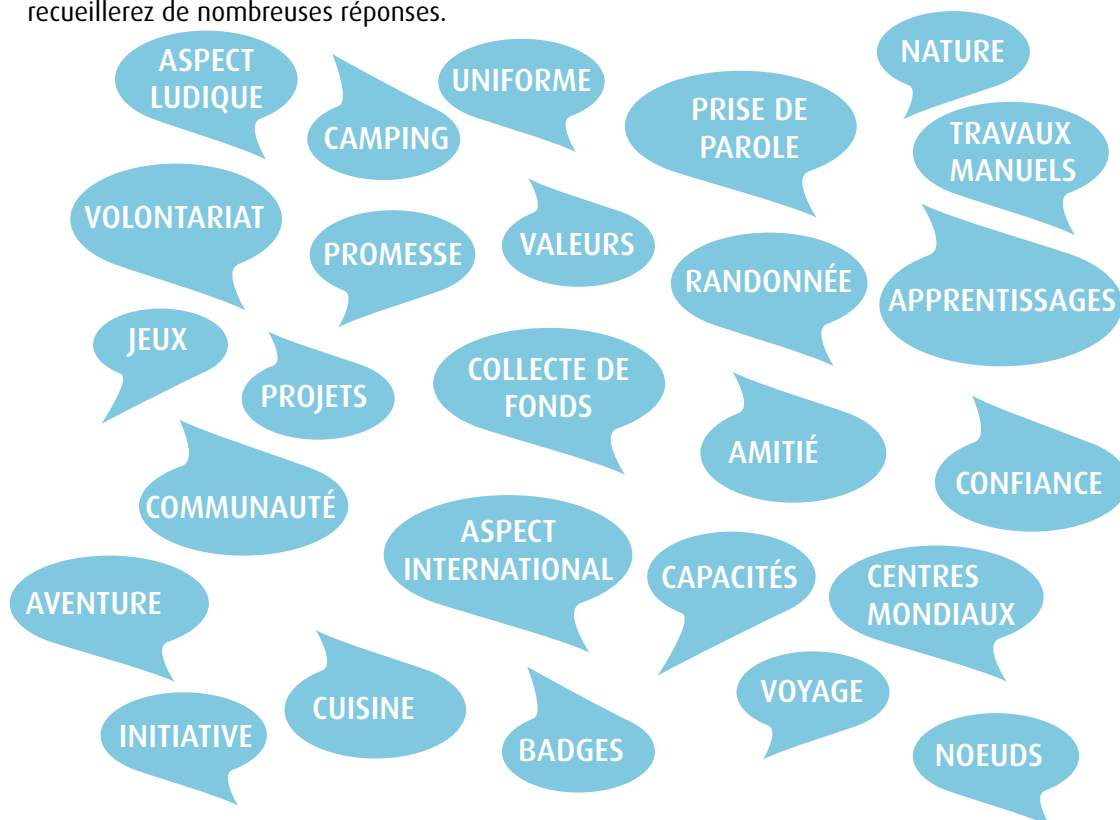 recueillerez de nombreuses réponses.
ASPECT
LUDIQUE
CAMPING
UNIFORME
PRISE DE
PAROLE
NATURE
TRAVAUX
MANUELS
VOLONTARIAT
PROMESSE
VALEURS
RANDONNÉE
APPRENTISSAGES
JEUX
PROJETS
COLLECTE DE
FONDS
AMITIÉ
CONFIANCE
COMMUNAUTÉ
ASPECT
INTERNATIONAL
CAPACITÉS
CENTRES
MONDIAUX
AVENTURE
INITIATIVE
CUISINE
BADGES
VOYAGE
NOEUDS